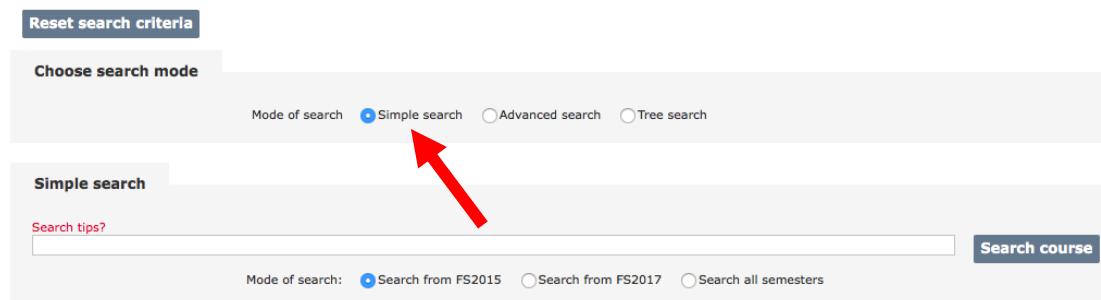 Reset search criteria
Choose search mode
Mode of search Simple search Advanced search Tree search
Simple search
Search tips?
Search course
Mode of search: Search from FS2015 Search from FS2017 Search all semesters